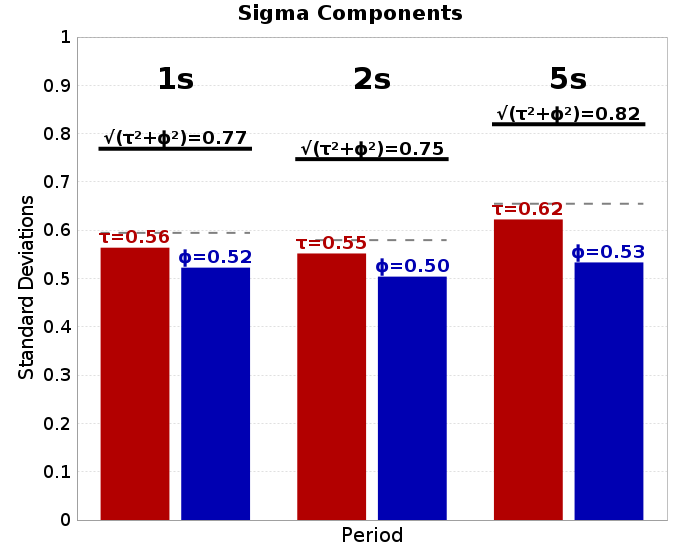 Sigma Components
1
0.9
0.8
0.7
0.6
0.5
0.4
0.3
0.2
0.1
0
Standard Deviations
1s
2s
5s
√(τ²+ϕ²)=0.77
√(τ²+ϕ²)=0.75
√(τ²+ϕ²)=0.82
τ=0.56
ϕ=0.52
τ=0.55
ϕ=0.50
τ=0.62
ϕ=0.53
Period